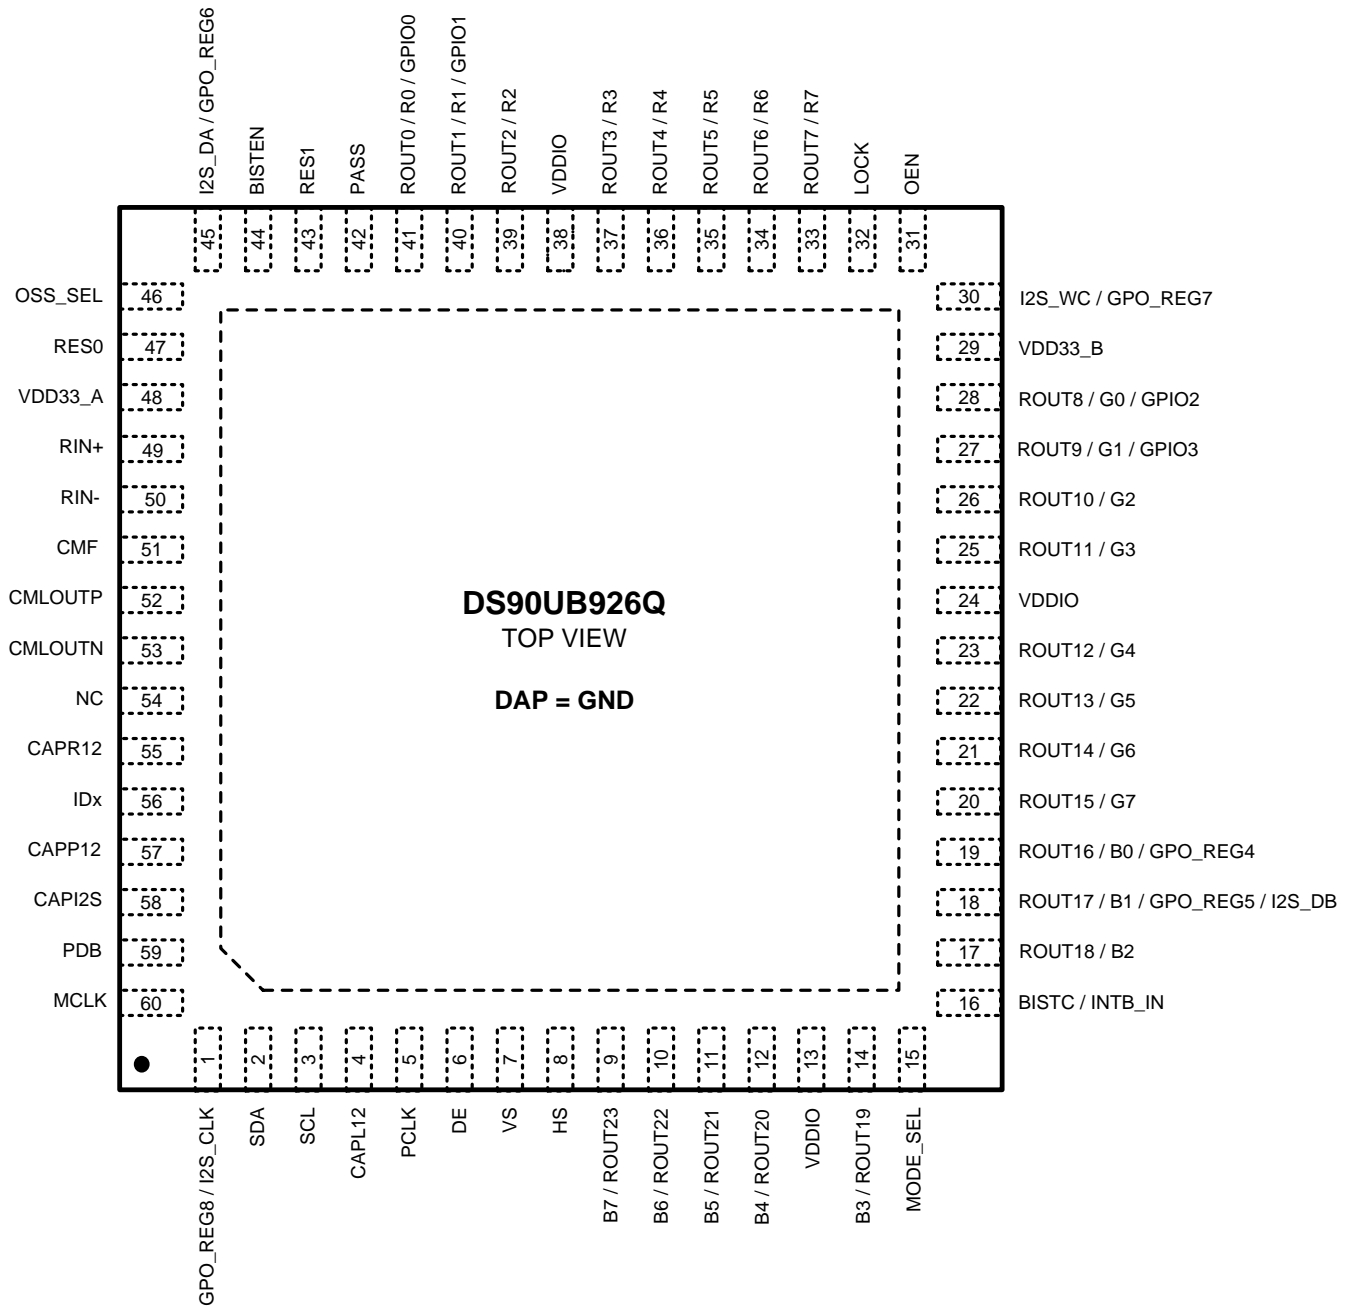 I2S_DA / GPO_REG6
BISTEN
RES1
PASS
ROUT0 / R0 / GPIO0
ROUT1 / R1 / GPIO1
ROUT2 / R2
VDDIO
ROUT3 / R3
ROUT4 / R4
ROUT5 / R5
ROUT6 / R6
ROUT7 / R7
LOCK
OEN
45
44
43
42
41
40
39
38
37
36
35
34
33
32
31
OSS_SEL 46
RES0 47
VDD33_A 48
RIN+ 49
RIN- 50
CMF 51
CMLOUTP 52
CMLOUTN 53
NC 54
CAPR12 55
IDx 56
CAPP12 57
CAPI2S 58
PDB 59
MCLK 60
DS90UB926Q
TOP VIEW
DAP = GND
30 I2S_WC / GPO_REG7
29 VDD33_B
28 ROUT8 / G0 / GPIO2
27 ROUT9 / G1 / GPIO3
26 ROUT10 / G2
25 ROUT11 / G3
24 VDDIO
23 ROUT12 / G4
22 ROUT13 / G5
21 ROUT14 / G6
20 ROUT15 / G7
19 ROUT16 / B0 / GPO_REG4
18 ROUT17 / B1 / GPO_REG5 / I2S_DB
17 ROUT18 / B2
16 BISTC / INTB_IN
1
2
3
4
5
6
7
8
9
10
11
12
13
14
15
GPO_REG8 / I2S_CLK
SDA
SCL
CAPL12
PCLK
DE
VS
HS
B7 / ROUT23
B6 / ROUT22
B5 / ROUT21
B4 / ROUT20
VDDIO
B3 / ROUT19
MODE_SEL